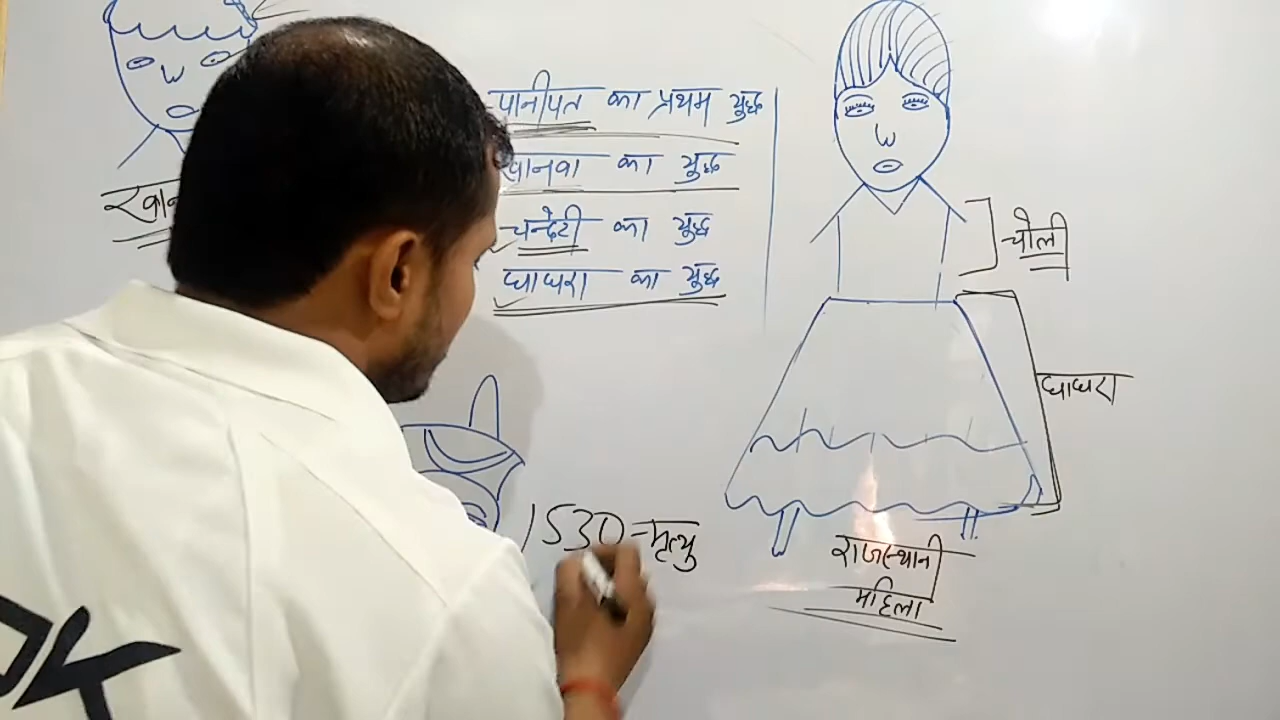 पानीपत का प्रथम युद्ध
खानवा का युद्ध
चन्देरी का युद्ध
घाघरा का युद्ध
चोली
घाघरा
1530 = मृत्यु
राजस्थानी
महिला